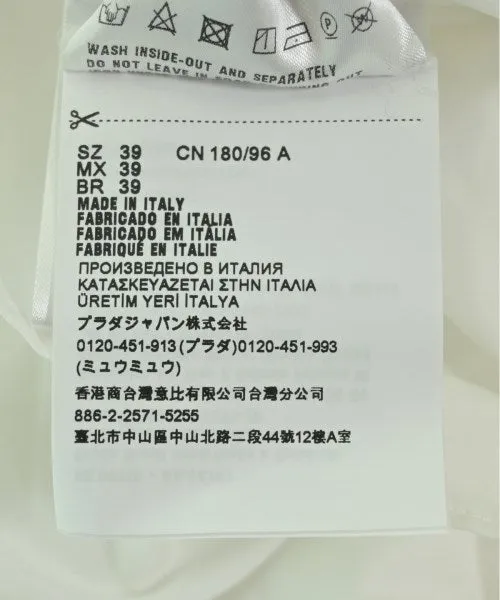 WASH INSIDE-OUT AND SEPARATELY
DO NOT LEAVE IN
SZ 39 CN 180/96 A
MX 39
BR 39
MADE IN ITALY
FABRICADO EN ITALIA
FABRICADO EM ITÁLIA
FABRIQUÉ EN ITALIE
ПРОИЗВЕДЕНО В ИТАЛИЯ
ΚΑΤΑΣΚΕΥΑΖΕΤΑΙ ΣΤΗΝ ΙΤΑΛΙΑ
ÜRETİM YERİ İTALYA
プラダジャパン株式会社
0120-451-913(プラダ)0120-451-993
(ミュウミュウ)
香港商台灣意比有限公司台灣分公司
886-2-2571-5255
臺北市中山區中山北路二段44號12樓A室